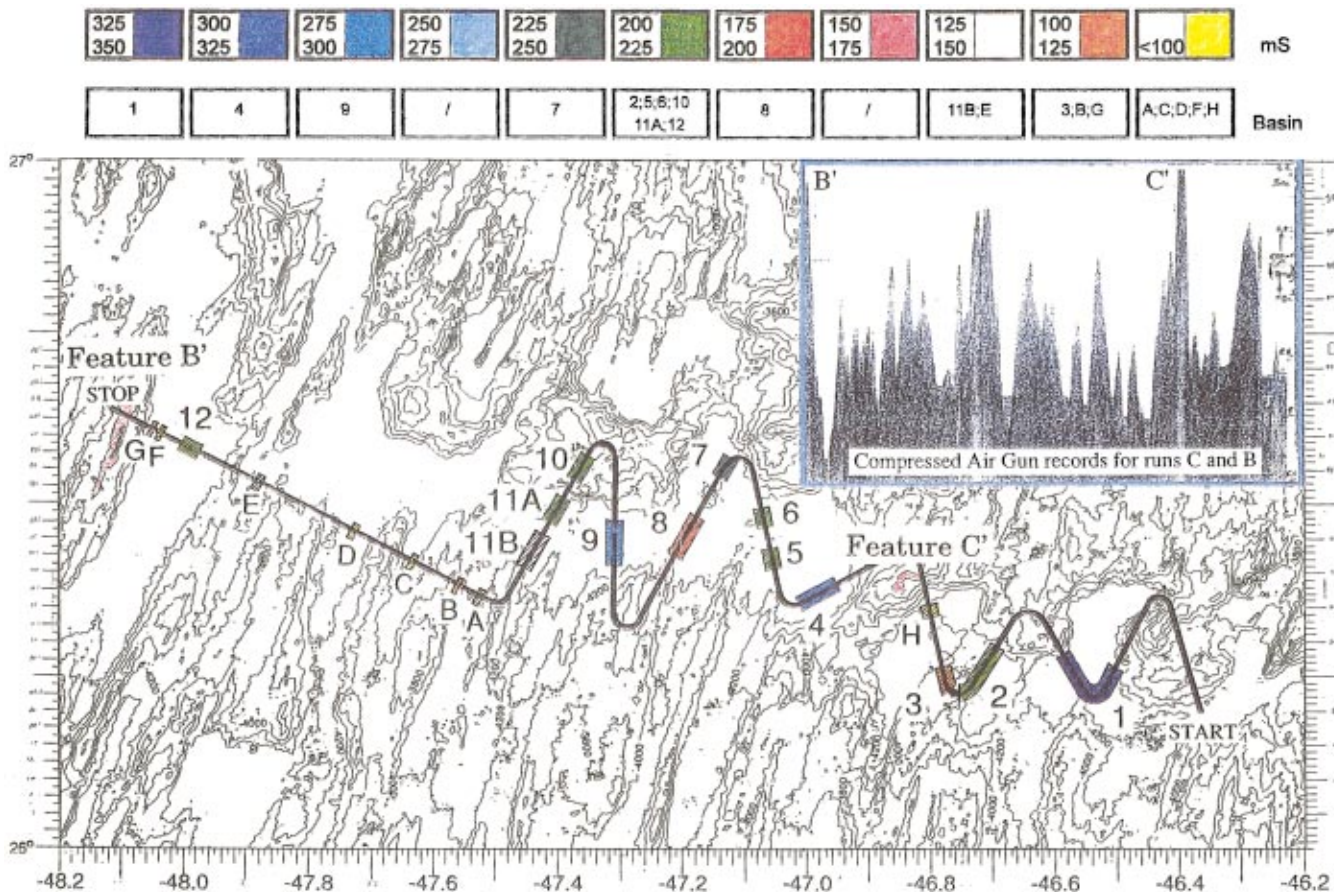 325 300 275 250 225 200 175 150 125 100
350 325 300 275 250 225 200 175 150 125 <100 mS
1 4 9 / 7 2;5;6;10 8 / 11B;E 3;B;G A;C;D;F;H Basin
11A;12
27°
B' C'
3600
Feature B'
STOP
12
G F
E
D
C
B
A
10
11A
11B
9
8
7
6
5
4
Compressed Air Gun records for runs C and B
Feature C'
H
3
2
1
START
26°
-48.2 -48.0 -47.8 -47.6 -47.4 -47.2 -47.0 -46.8 -46.6 -46.4 -46.2